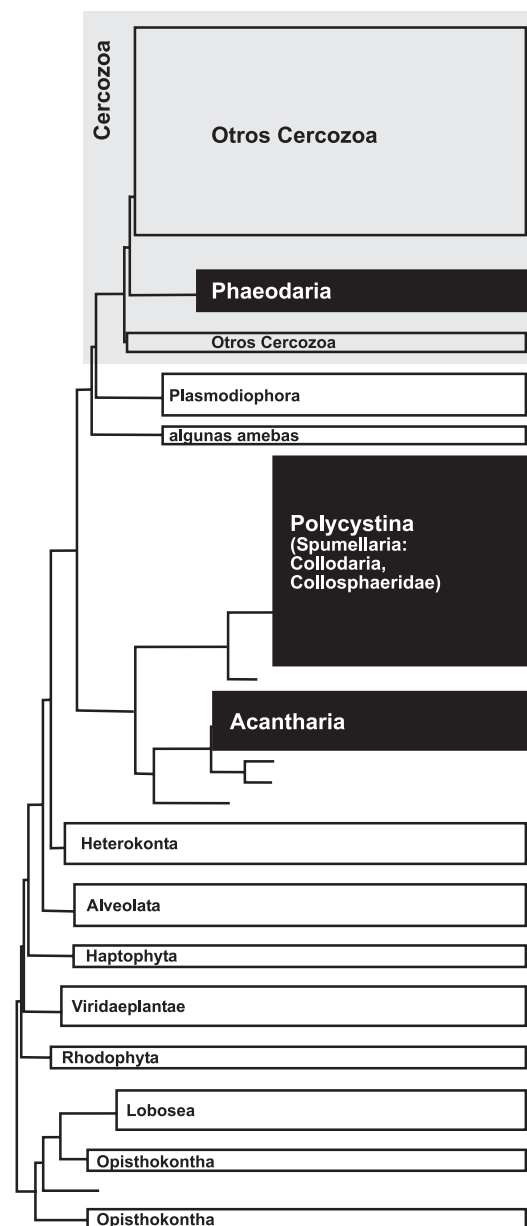 Cercozoa
Otros Cercozoa
Phaeodaria
Otros Cercozoa
Plasmodiophora
algunas amebas
Polycystina
(Spumellaria:
Collodaria,
Collosphaeridae)
Acantharia
Heterokonta
Alveolata
Haptophyta
Viridaeplantae
Rhodophyta
Lobosea
Opisthokontha
Opisthokontha